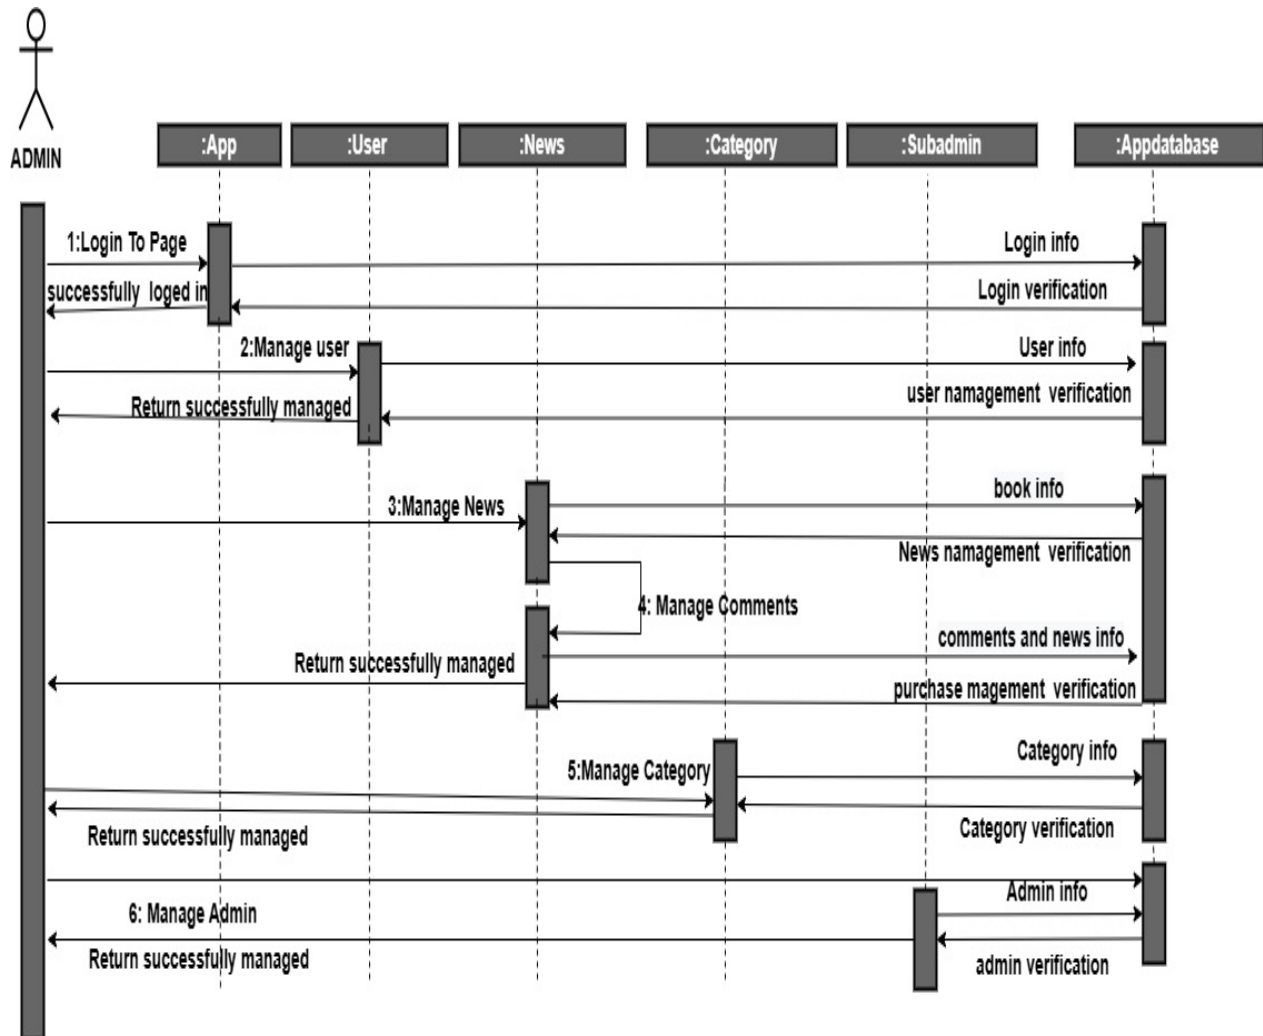 ADMIN
:App
:User
:News
:Category
:Subadmin
:Appdatabase
1:Login To Page
Login info
successfully loged in
Login verification
2:Manage user
User info
Return successfully managed
user namagement verification
3:Manage News
book info
News namagement verification
4: Manage Comments
comments and news info
Return successfully managed
purchase magement verification
5:Manage Category
Category info
Return successfully managed
Category verification
6: Manage Admin
Admin info
Return successfully managed
admin verification